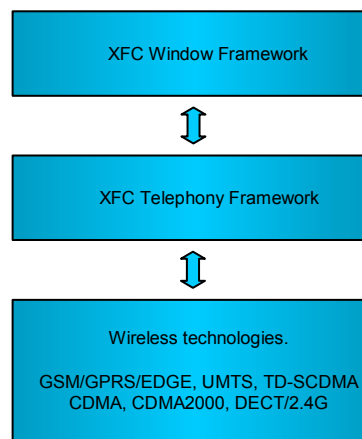 XFC Window Framework
XFC Telephony Framework
Wireless technologies.
GSM/GPRS/EDGE, UMTS, TD-SCDMA
CDMA, CDMA2000, DECT/2.4G